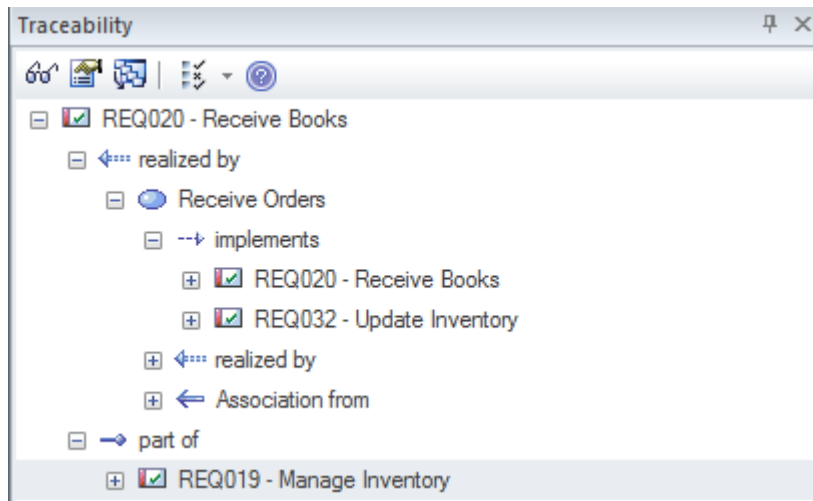 Traceability
REQ020 - Receive Books
realized by
Receive Orders
implements
REQ020 - Receive Books
REQ032 - Update Inventory
realized by
Association from
part of
REQ019 - Manage Inventory